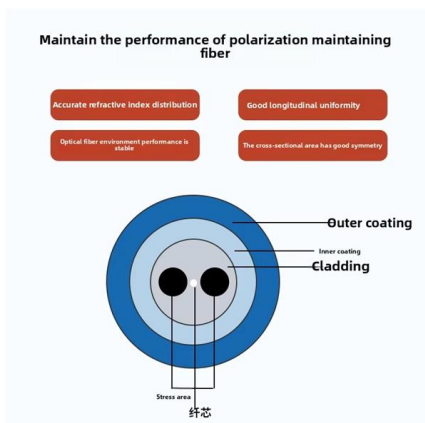 Maintain the performance of polarization maintaining
fiber
Accurate refractive index distribution
Good longitudinal uniformity
Optical fiber environment performance is
stable
The cross-sectional area has good symmetry
Outer coating
Inner coating
Cladding
Stress area
纤芯